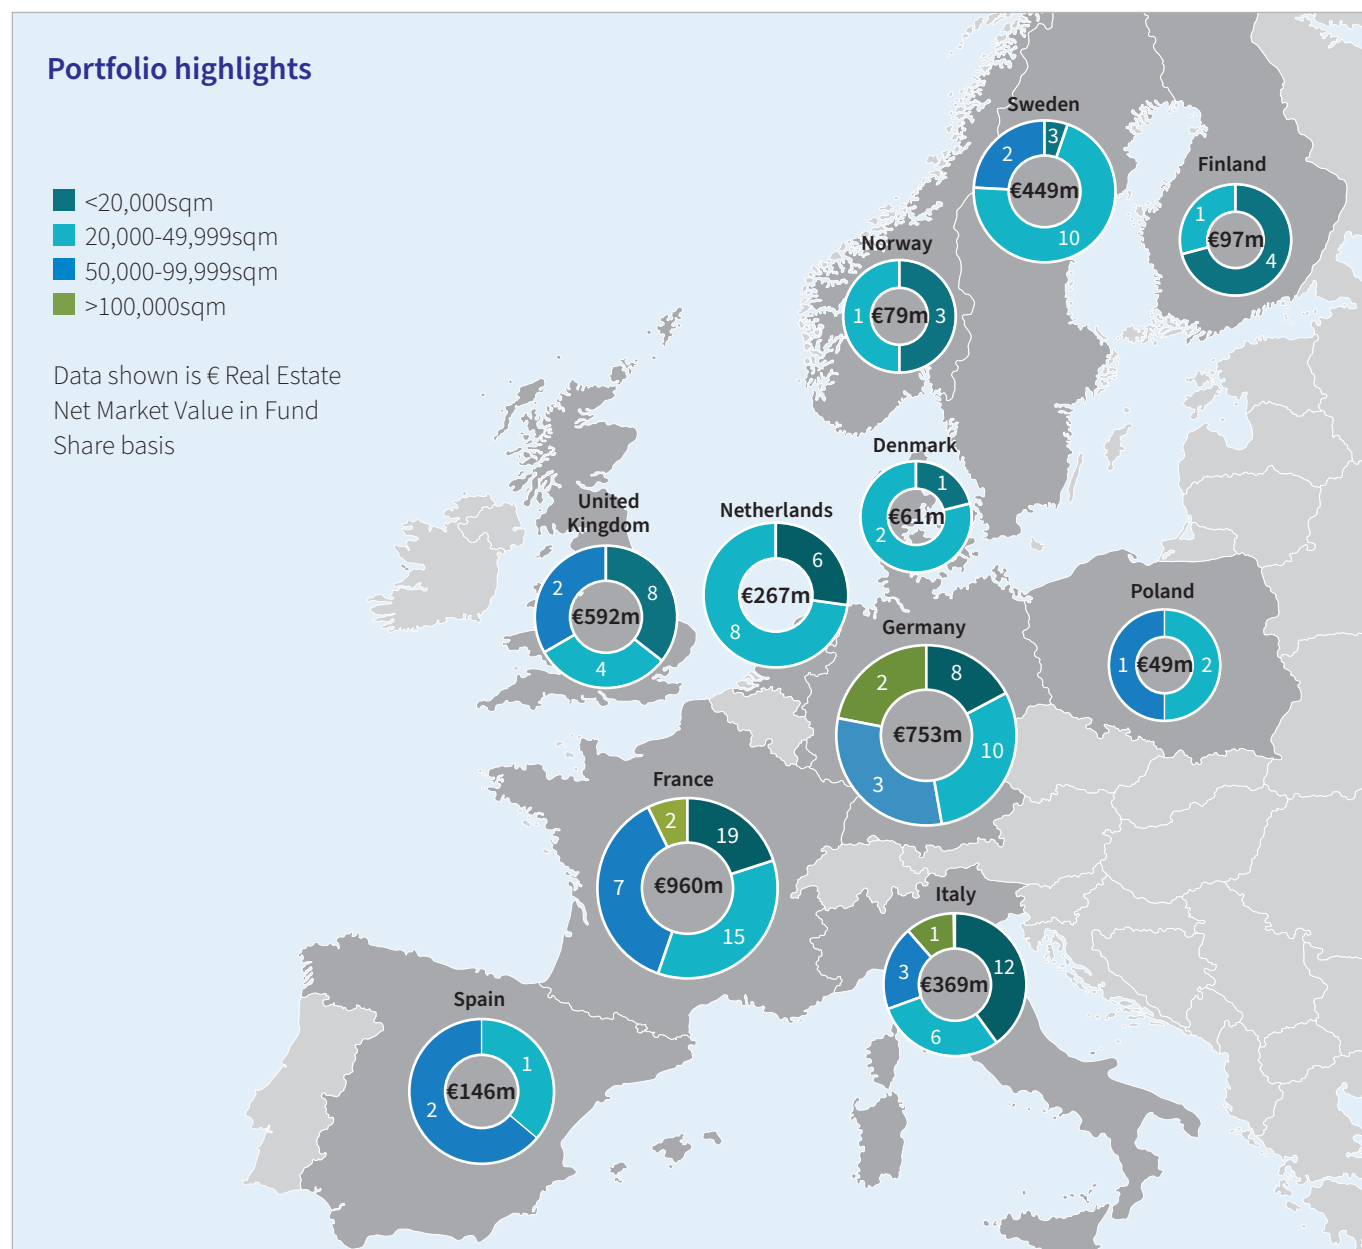 Portfolio highlights
<20,000sqm
20,000-49,999sqm
50,000-99,999sqm
>100,000sqm
Data shown is € Real Estate
Net Market Value in Fund
Share basis
Sweden
3
2
€449m
10
Finland
1
€97m
4
Norway
1
€79m
3
Denmark
1
€61m
2
United
Kingdom
2
8
€592m
4
Netherlands
6
€267m
8
Poland
1
€49m
2
Germany
2
8
€753m
10
3
France
2
19
€960m
7
15
Italy
1
12
3
€369m
6
Spain
1
€146m
2